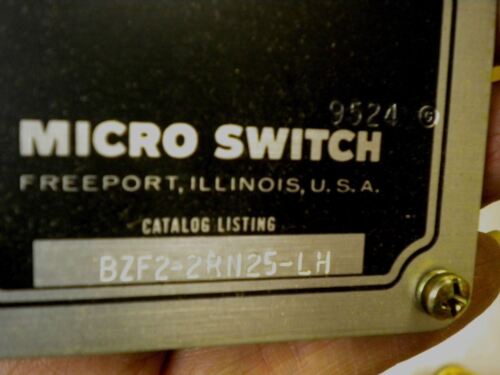 9524 G
MICRO SWITCH
FREEPORT, ILLINOIS, U.S.A.
CATALOG LISTING
BZF2-2RN25-LH